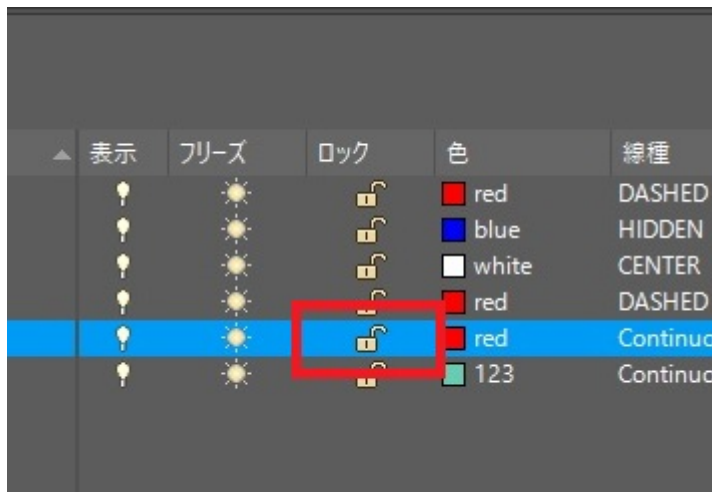 表示 フリーズ ロック 色 線種
red DASHED
blue HIDDEN
white CENTER
red DASHED
red Continuo
123 Continuo